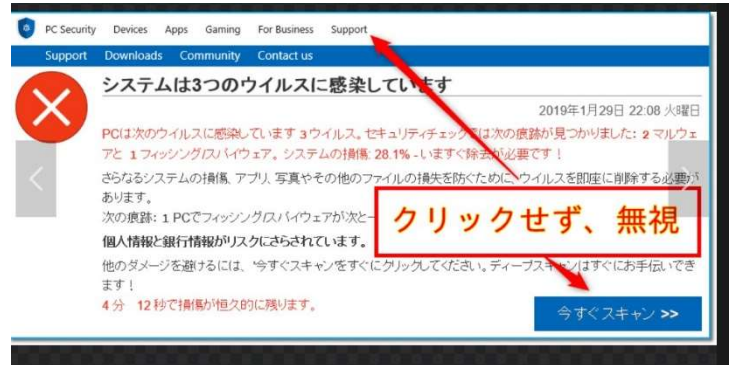 PC Security Devices Apps Gaming For Business Support
Support Downloads Community Contact us
システムは3つのウイルスに感染しています
2019年1月29日 22:08 火曜日
PCは次のウイルスに感染しています 3 ウイルス。セキュリティチェックでは次の痕跡が見つかりました: 2 マルウェ
アと 1 フィッシング/スパイウェア。システムの損傷: 28.1% - いますぐ除去が必要です！
さらなるシステムの損傷、アプリ、写真やその他のファイルの損失を防ぐために、ウイルスを即座に削除する必要が
あります。
次の痕跡: 1 PCでフィッシング/スパイウェアが次と一
クリックせず、無視
個人情報と銀行情報がリスクにさらされています。
他のダメージを避けるには、'今すぐスキャン'をすぐにクリックしてください。ディープスキャンはすぐにお手伝いでき
ます！
4 分 12 秒で損傷が恒久的に残ります。
今すぐスキャン >>